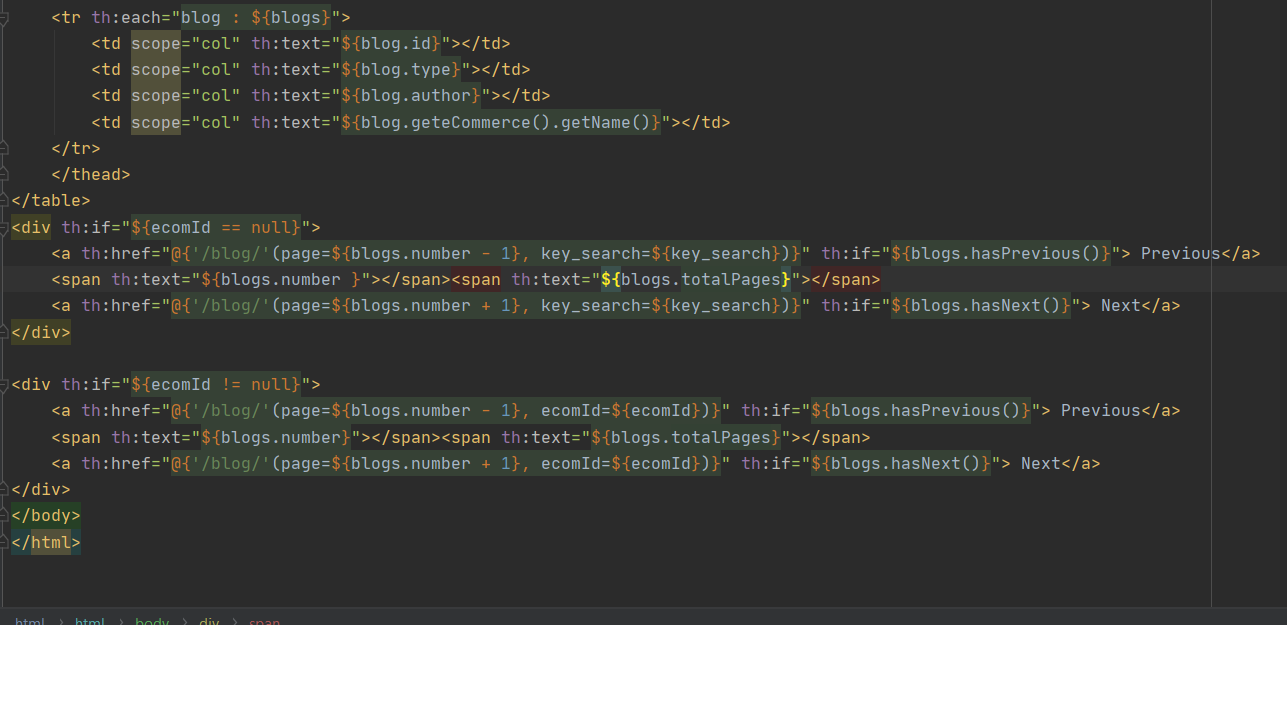 <tr th:each="blog : ${blogs}">
<td scope="col" th:text="${blog.id}"></td>
<td scope="col" th:text="${blog.type}"></td>
<td scope="col" th:text="${blog.author}"></td>
<td scope="col" th:text="${blog.geteCommerce().getName()}"></td>
</tr>
</thead>
</table>
<div th:if="${ecomId == null}">
<a th:href="@{'/blog/'(page=${blogs.number - 1}, key_search=${key_search})}" th:if="${blogs.hasPrevious()}"> Previous</a>
<span th:text="${blogs.number }"></span><span th:text="${blogs.totalPages}"></span>
<a th:href="@{'/blog/'(page=${blogs.number + 1}, key_search=${key_search})}" th:if="${blogs.hasNext()}"> Next</a>
</div>
<div th:if="${ecomId != null}">
<a th:href="@{'/blog/'(page=${blogs.number - 1}, ecomId=${ecomId})}" th:if="${blogs.hasPrevious()}"> Previous</a>
<span th:text="${blogs.number}"></span><span th:text="${blogs.totalPages}"></span>
<a th:href="@{'/blog/'(page=${blogs.number + 1}, ecomId=${ecomId})}" th:if="${blogs.hasNext()}"> Next</a>
</div>
</body>
</html>
html › html › body › div › span